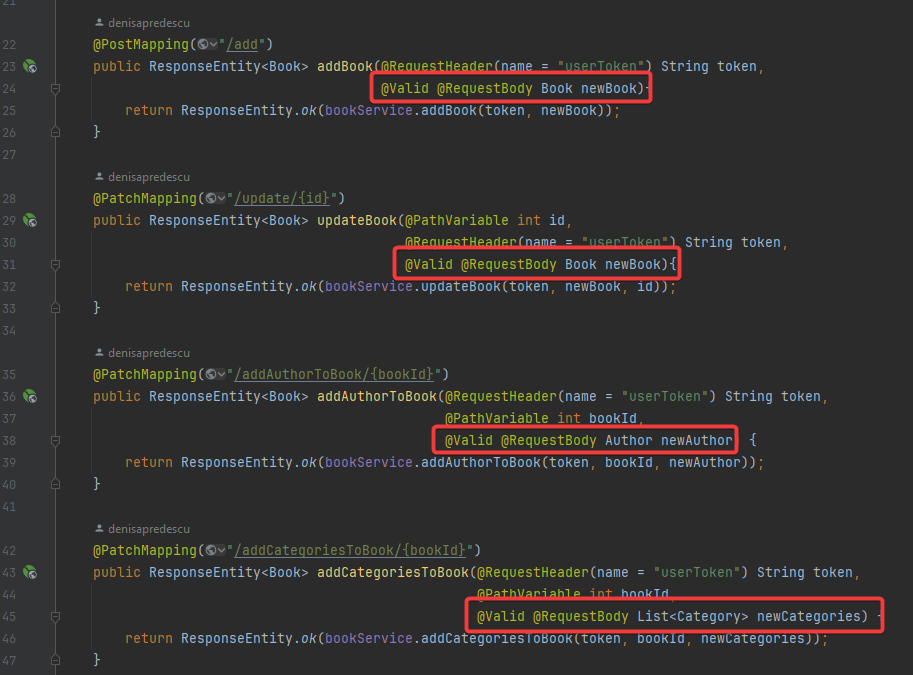 21
denisapredescu
22 @PostMapping("/add")
23 public ResponseEntity<Book> addBook(@RequestHeader(name = "userToken") String token,
24 @Valid @RequestBody Book newBook){
25 return ResponseEntity.ok(bookService.addBook(token, newBook));
26 }
27
denisapredescu
28 @PatchMapping("/update/{id}")
29 public ResponseEntity<Book> updateBook(@PathVariable int id,
30 @RequestHeader(name = "userToken") String token,
31 @Valid @RequestBody Book newBook){
32 return ResponseEntity.ok(bookService.updateBook(token, newBook, id));
33 }
34
denisapredescu
35 @PatchMapping("/addAuthorToBook/{bookId}")
36 public ResponseEntity<Book> addAuthorToBook(@RequestHeader(name = "userToken") String token,
37 @PathVariable int bookId,
38 @Valid @RequestBody Author newAuthor) {
39 return ResponseEntity.ok(bookService.addAuthorToBook(token, bookId, newAuthor));
40 }
41
denisapredescu
42 @PatchMapping("/addCategoriesToBook/{bookId}")
43 public ResponseEntity<Book> addCategoriesToBook(@RequestHeader(name = "userToken") String token,
44 @PathVariable int bookId,
45 @Valid @RequestBody List<Category> newCategories) {
46 return ResponseEntity.ok(bookService.addCategoriesToBook(token, bookId, newCategories));
47 }